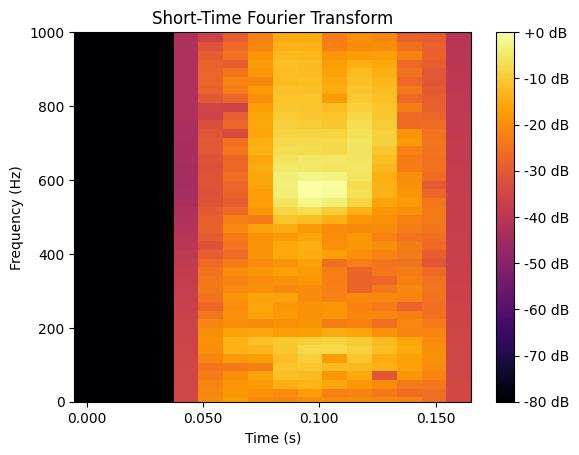 Short-Time Fourier Transform
1000
800
600
400
200
0
Frequency (Hz)
0.000
0.050
0.100
0.150
Time (s)
+0 dB
-10 dB
-20 dB
-30 dB
-40 dB
-50 dB
-60 dB
-70 dB
-80 dB